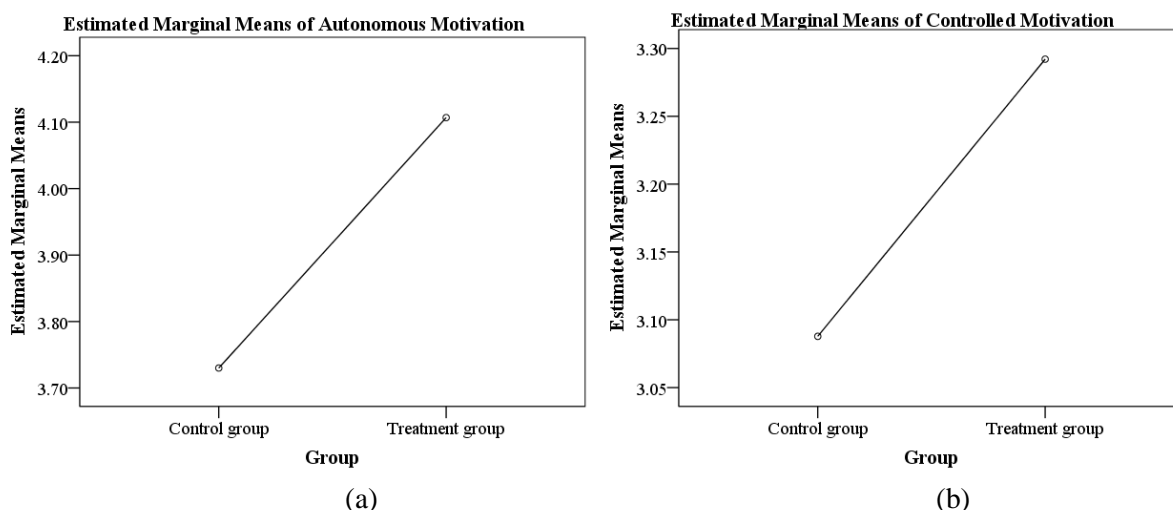 Estimated Marginal Means of Autonomous Motivation
Estimated Marginal Means
4.20
4.10
4.00
3.90
3.80
3.70
Control group
Treatment group
Group
(a)
Estimated Marginal Means of Controlled Motivation
Estimated Marginal Means
3.30
3.25
3.20
3.15
3.10
3.05
Control group
Treatment group
Group
(b)